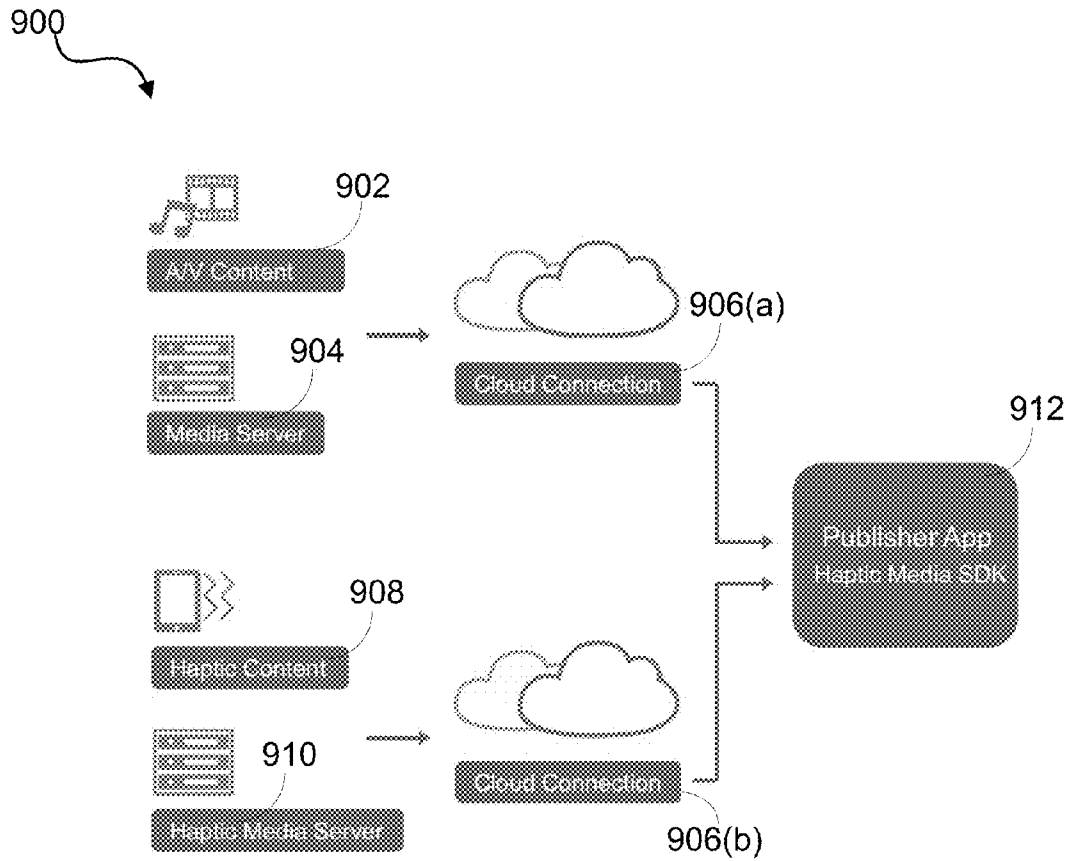 900
902
A/V Content
904
Media Server
906(a)
Cloud Connection
912
Publisher App
Haptic Media SDK
908
Haptic Content
910
Haptic Media Server
Cloud Connection
906(b)